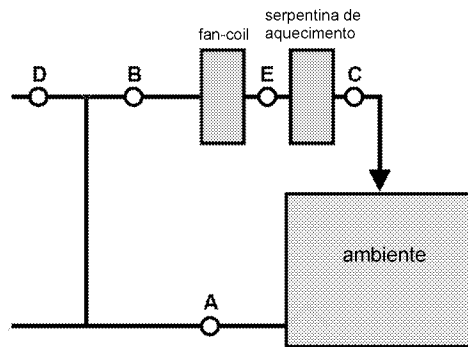 fan-coil
serpentina de
aquecimento
D
B
E
C
ambiente
A